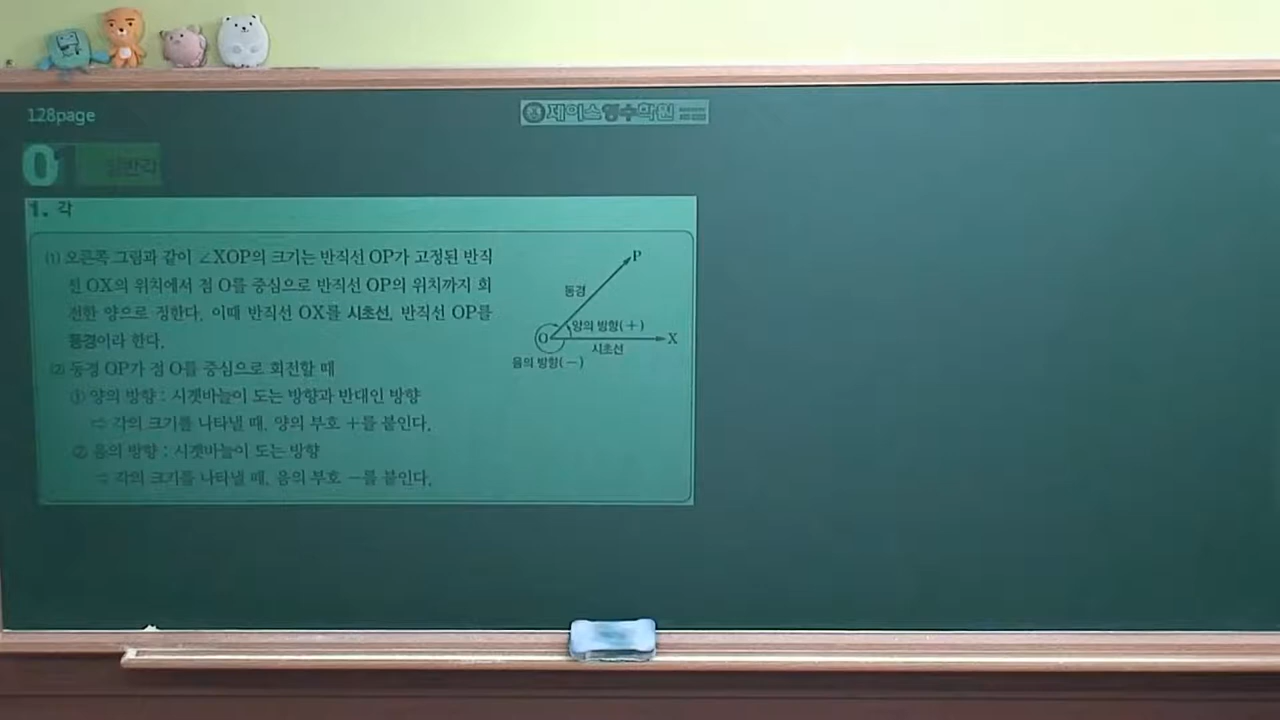 128page
제이스영수학원
01 일반각
1. 각
(1) 오른쪽 그림과 같이 ∠XOP의 크기는 반직선 OP가 고정된 반직
선 OX의 위치에서 점 O를 중심으로 반직선 OP의 위치까지 회
전한 양으로 정한다. 이때 반직선 OX를 시초선, 반직선 OP를
동경이라 한다.
(2) 동경 OP가 점 O를 중심으로 회전할 때
① 양의 방향 : 시곗바늘이 도는 방향과 반대인 방향
⇨ 각의 크기를 나타낼 때, 양의 부호 +를 붙인다.
② 음의 방향 : 시곗바늘이 도는 방향
⇨ 각의 크기를 나타낼 때, 음의 부호 -를 붙인다.
P
동경
양의 방향(+)
O
X
시초선
음의 방향(-)